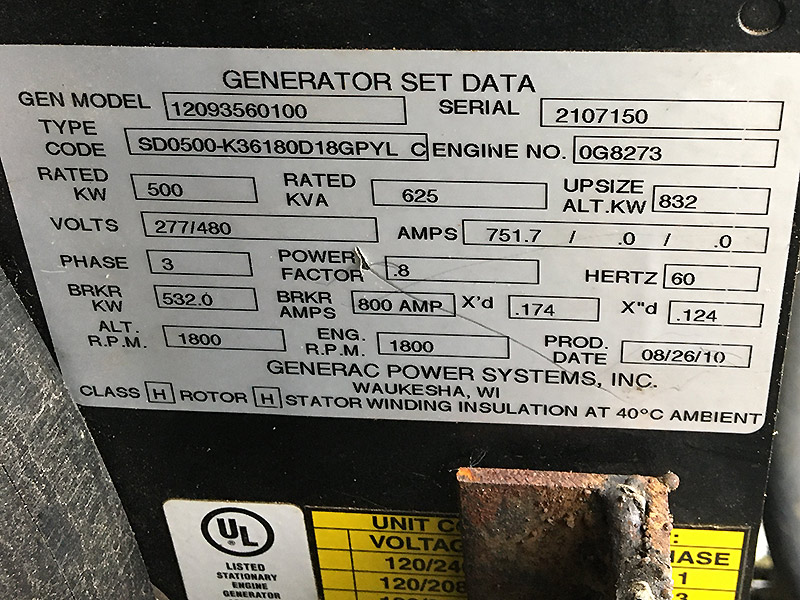 GENERATOR SET DATA
GEN MODEL 12093560100 SERIAL 2107150
TYPE CODE SD0500-K36180D18GPYL C ENGINE NO. 0G8273
RATED KW 500 RATED KVA 625 UPSIZE ALT.KW 832
VOLTS 277/480 AMPS 751.7 / .0 / .0
PHASE 3 POWER FACTOR .8 HERTZ 60
BRKR KW 532.0 BRKR AMPS 800 AMP X'd .174 X"d .124
ALT. R.P.M. 1800 ENG. R.P.M. 1800 PROD. DATE 08/26/10
GENERAC POWER SYSTEMS, INC.
WAUKESHA, WI
CLASS H ROTOR H STATOR WINDING INSULATION AT 40°C AMBIENT
UL
LISTED
STATIONARY
ENGINE
GENERATOR
UNIT :
120/208 3
1